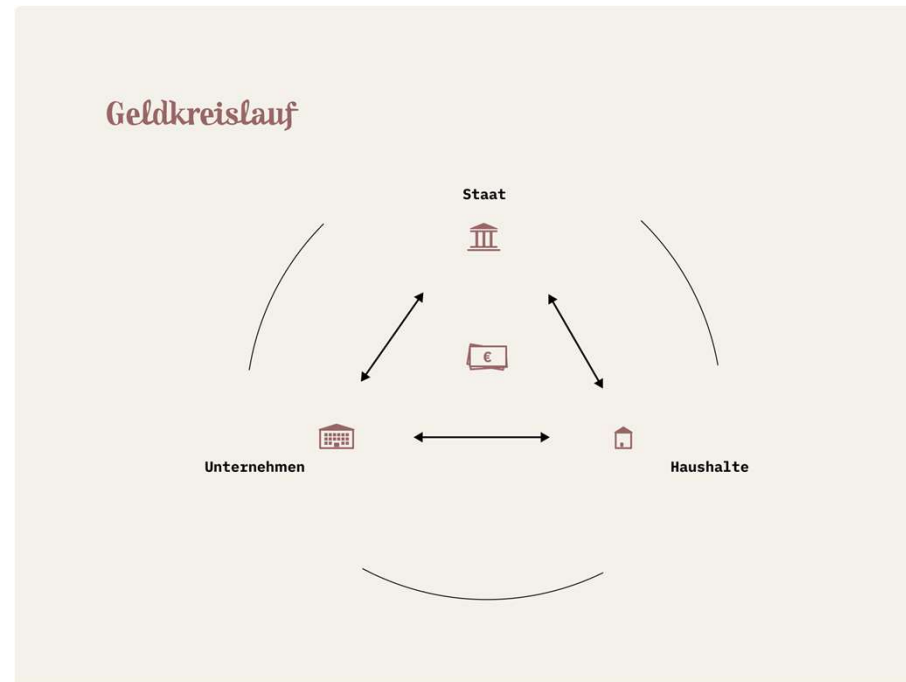 Geldkreislauf
Staat
€
Unternehmen
Haushalte